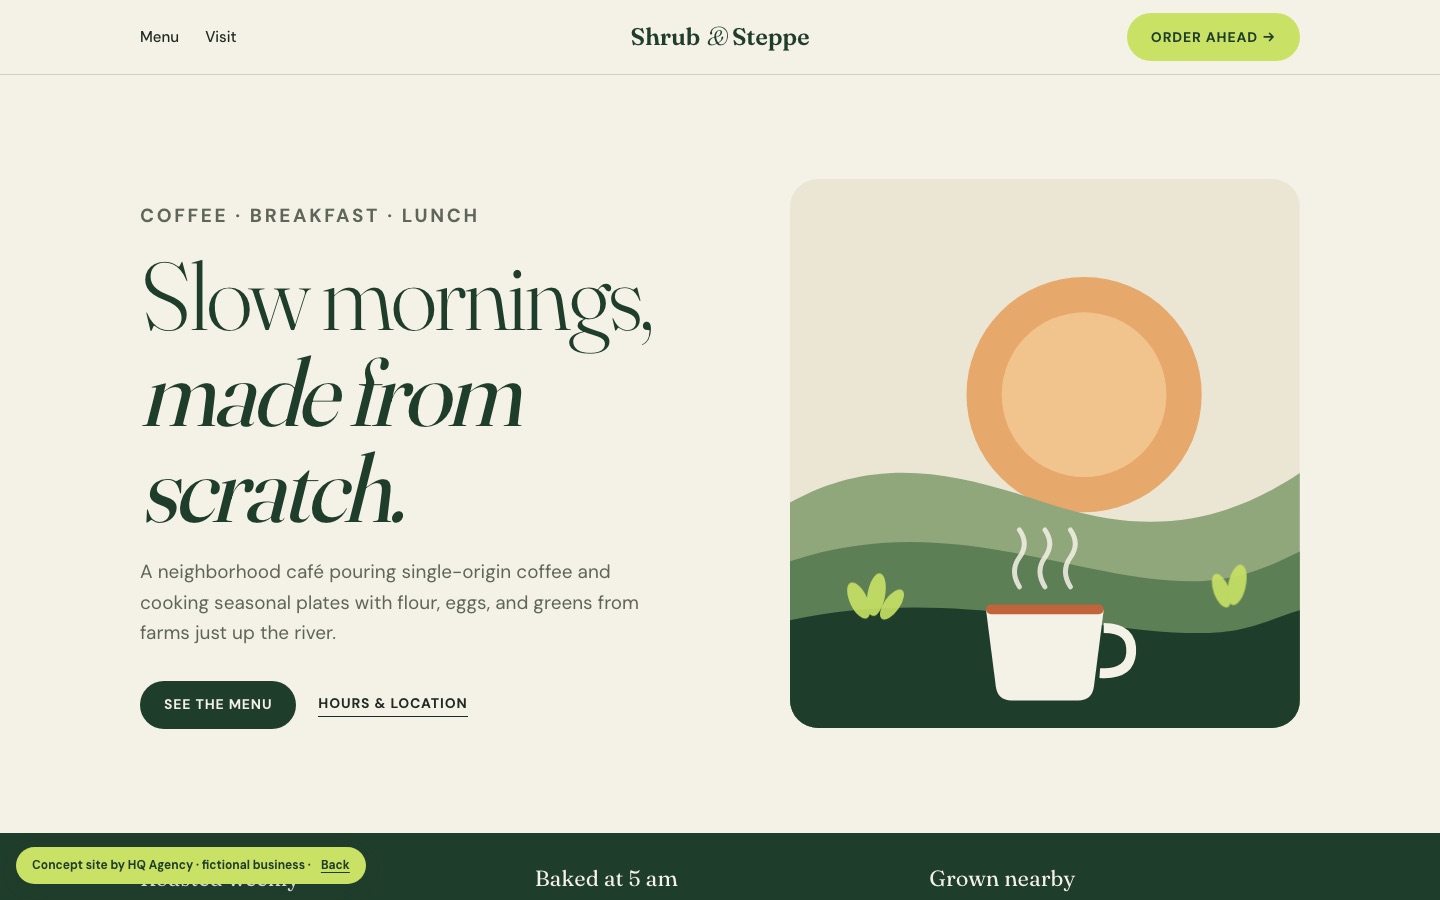 Menu Visit
Shrub & Steppe
ORDER AHEAD →
COFFEE · BREAKFAST · LUNCH
Slow mornings,
made from
scratch.
A neighborhood café pouring single-origin coffee and
cooking seasonal plates with flour, eggs, and greens from
farms just up the river.
SEE THE MENU
HOURS & LOCATION
Concept site by HQ Agency · fictional business · Back
Baked at 5 am
Grown nearby